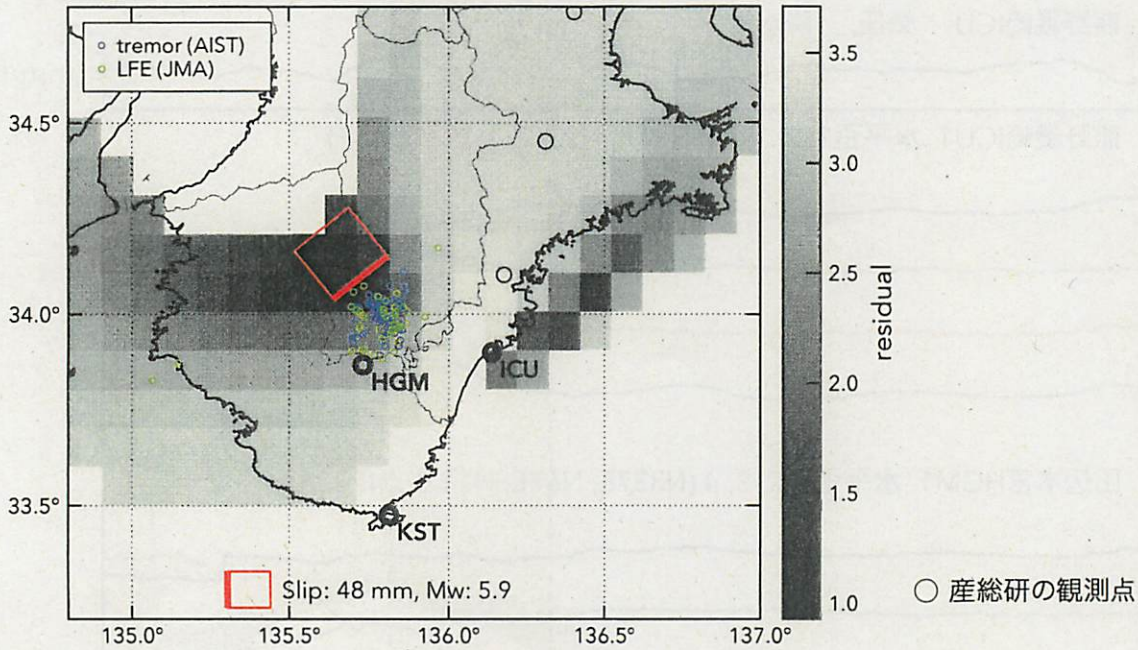 tremor (AIST)
LFE (JMA)
34.5°
34.0°
33.5°
HGM
ICU
KST
Slip: 48 mm, Mw: 5.9
135.0°
135.5°
136.0°
136.5°
137.0°
3.5
3.0
2.5
2.0
1.5
1.0
residual
産総研の観測点